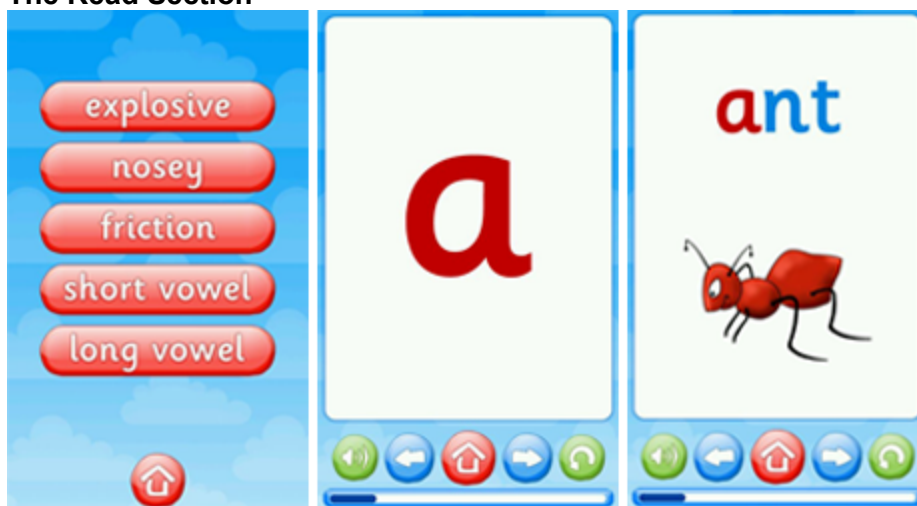 The Read Section
explosive
nosey
friction
short vowel
long vowel
a
ant